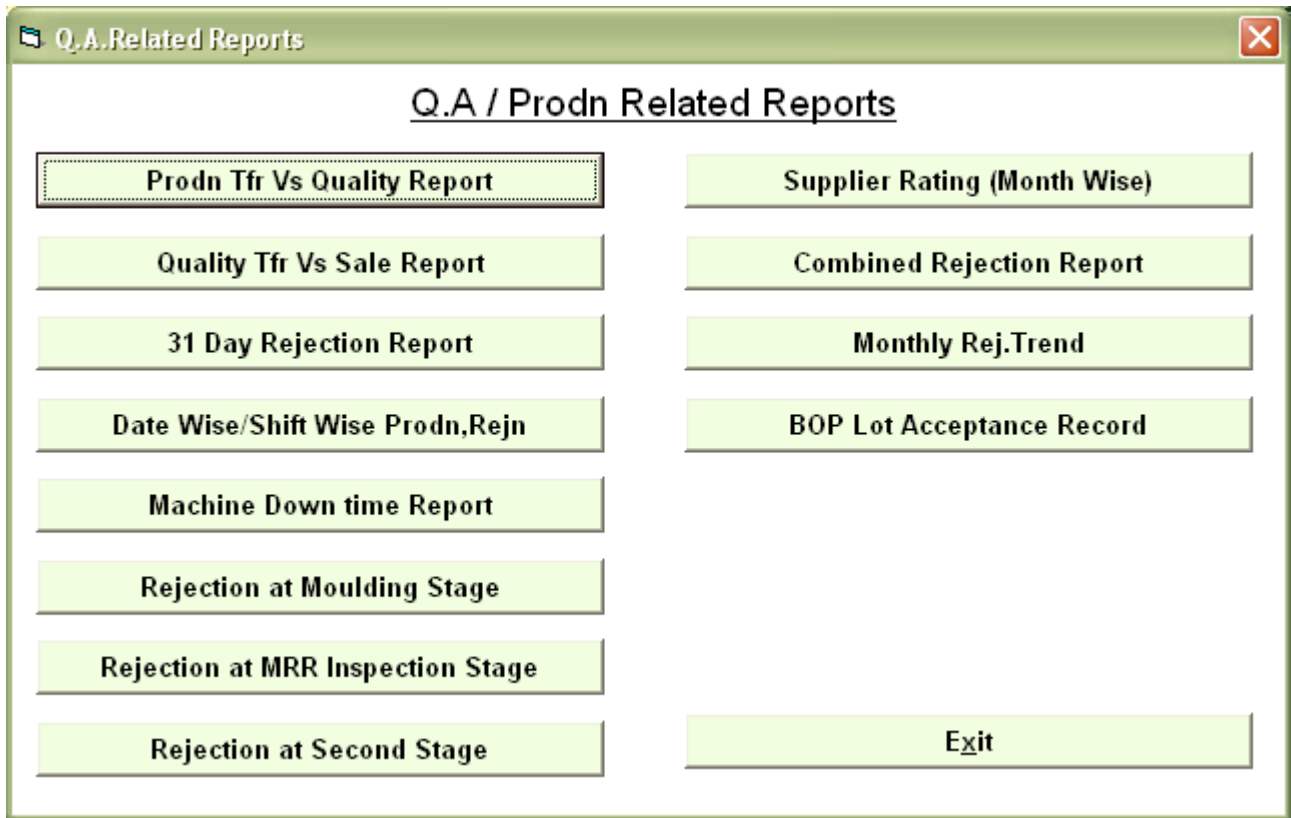 Q.A.Related Reports
Q.A / Prodn Related Reports
Prodn Tfr Vs Quality Report
Quality Tfr Vs Sale Report
31 Day Rejection Report
Date Wise/Shift Wise Prodn,Rejn
Machine Down time Report
Rejection at Moulding Stage
Rejection at MRR Inspection Stage
Rejection at Second Stage
Supplier Rating (Month Wise)
Combined Rejection Report
Monthly Rej.Trend
BOP Lot Acceptance Record
Exit